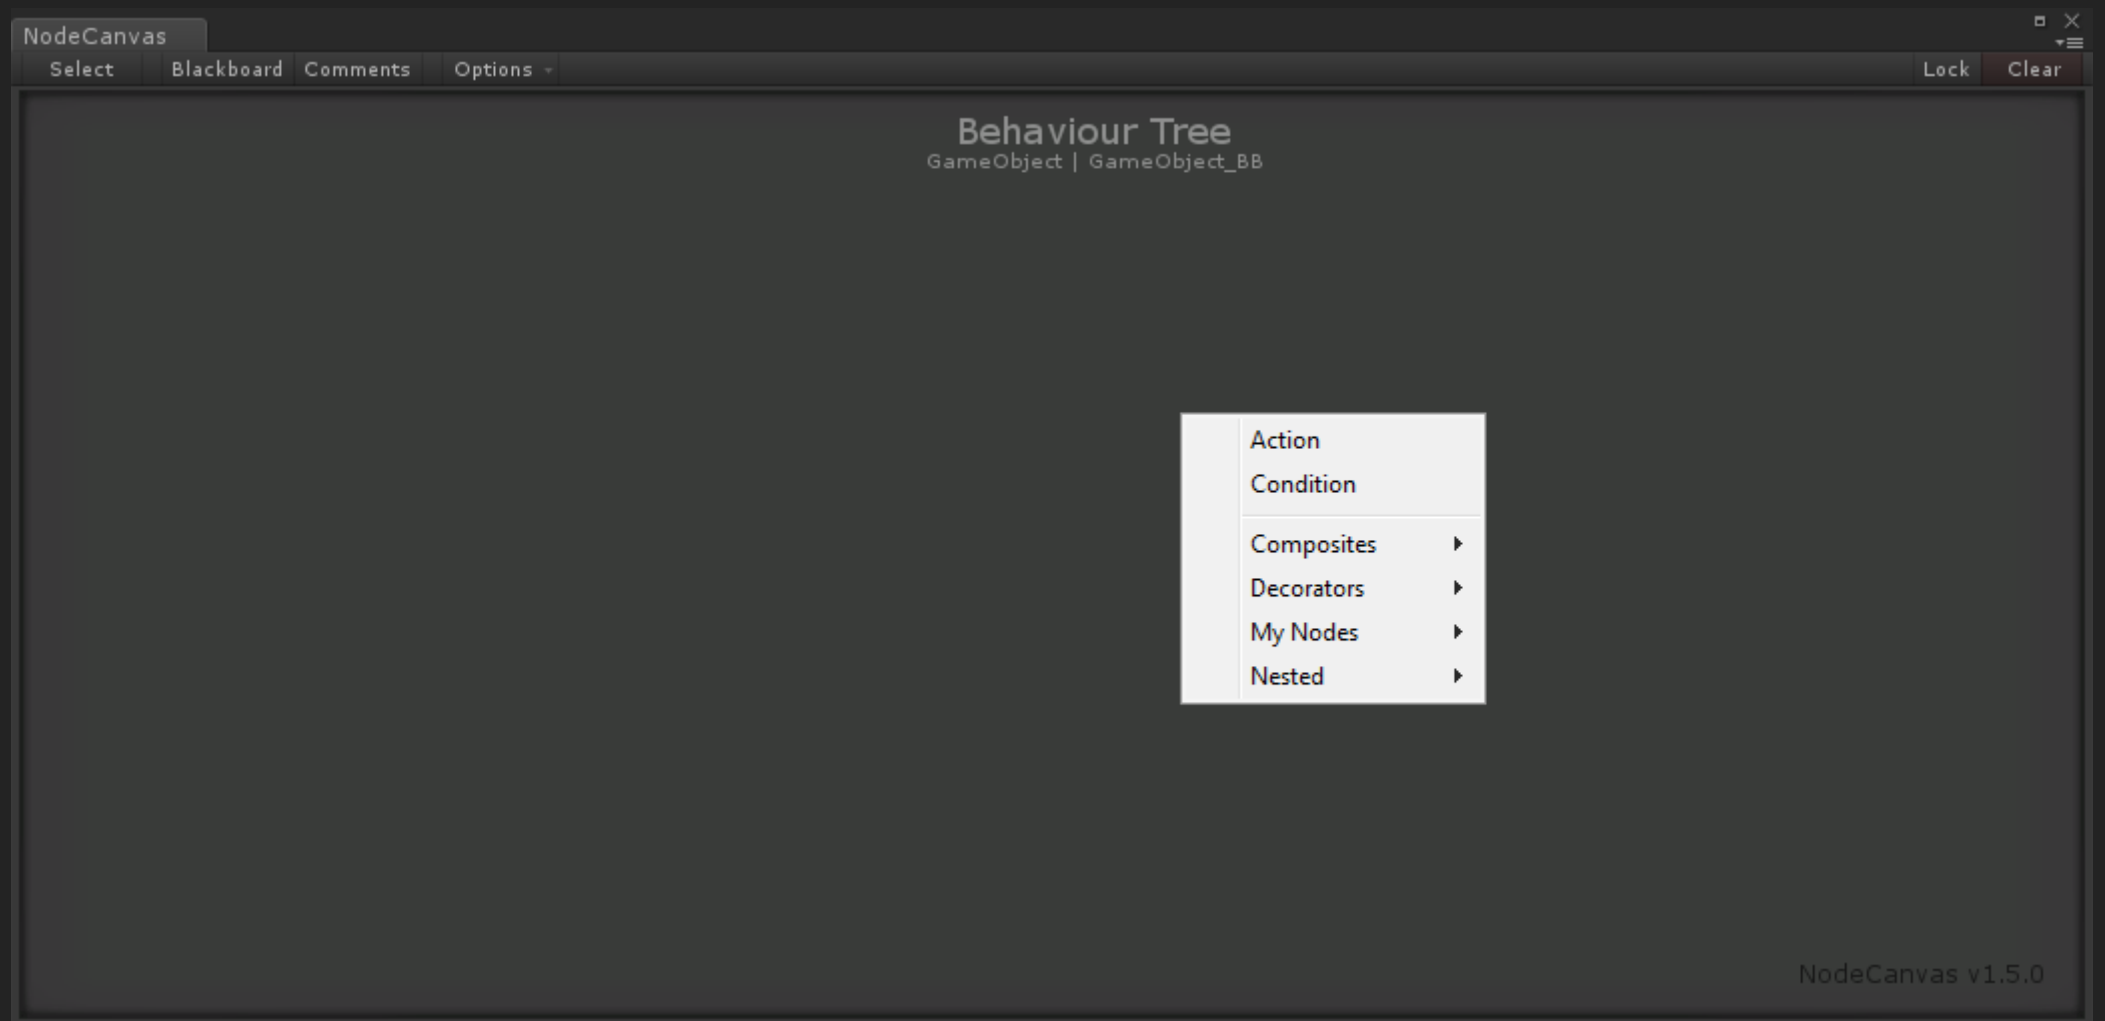 NodeCanvas
Select Blackboard Comments Options Lock Clear
Behaviour Tree
GameObject | GameObject_BB
Action
Condition
Composites
Decorators
My Nodes
Nested
NodeCanvas v1.5.0